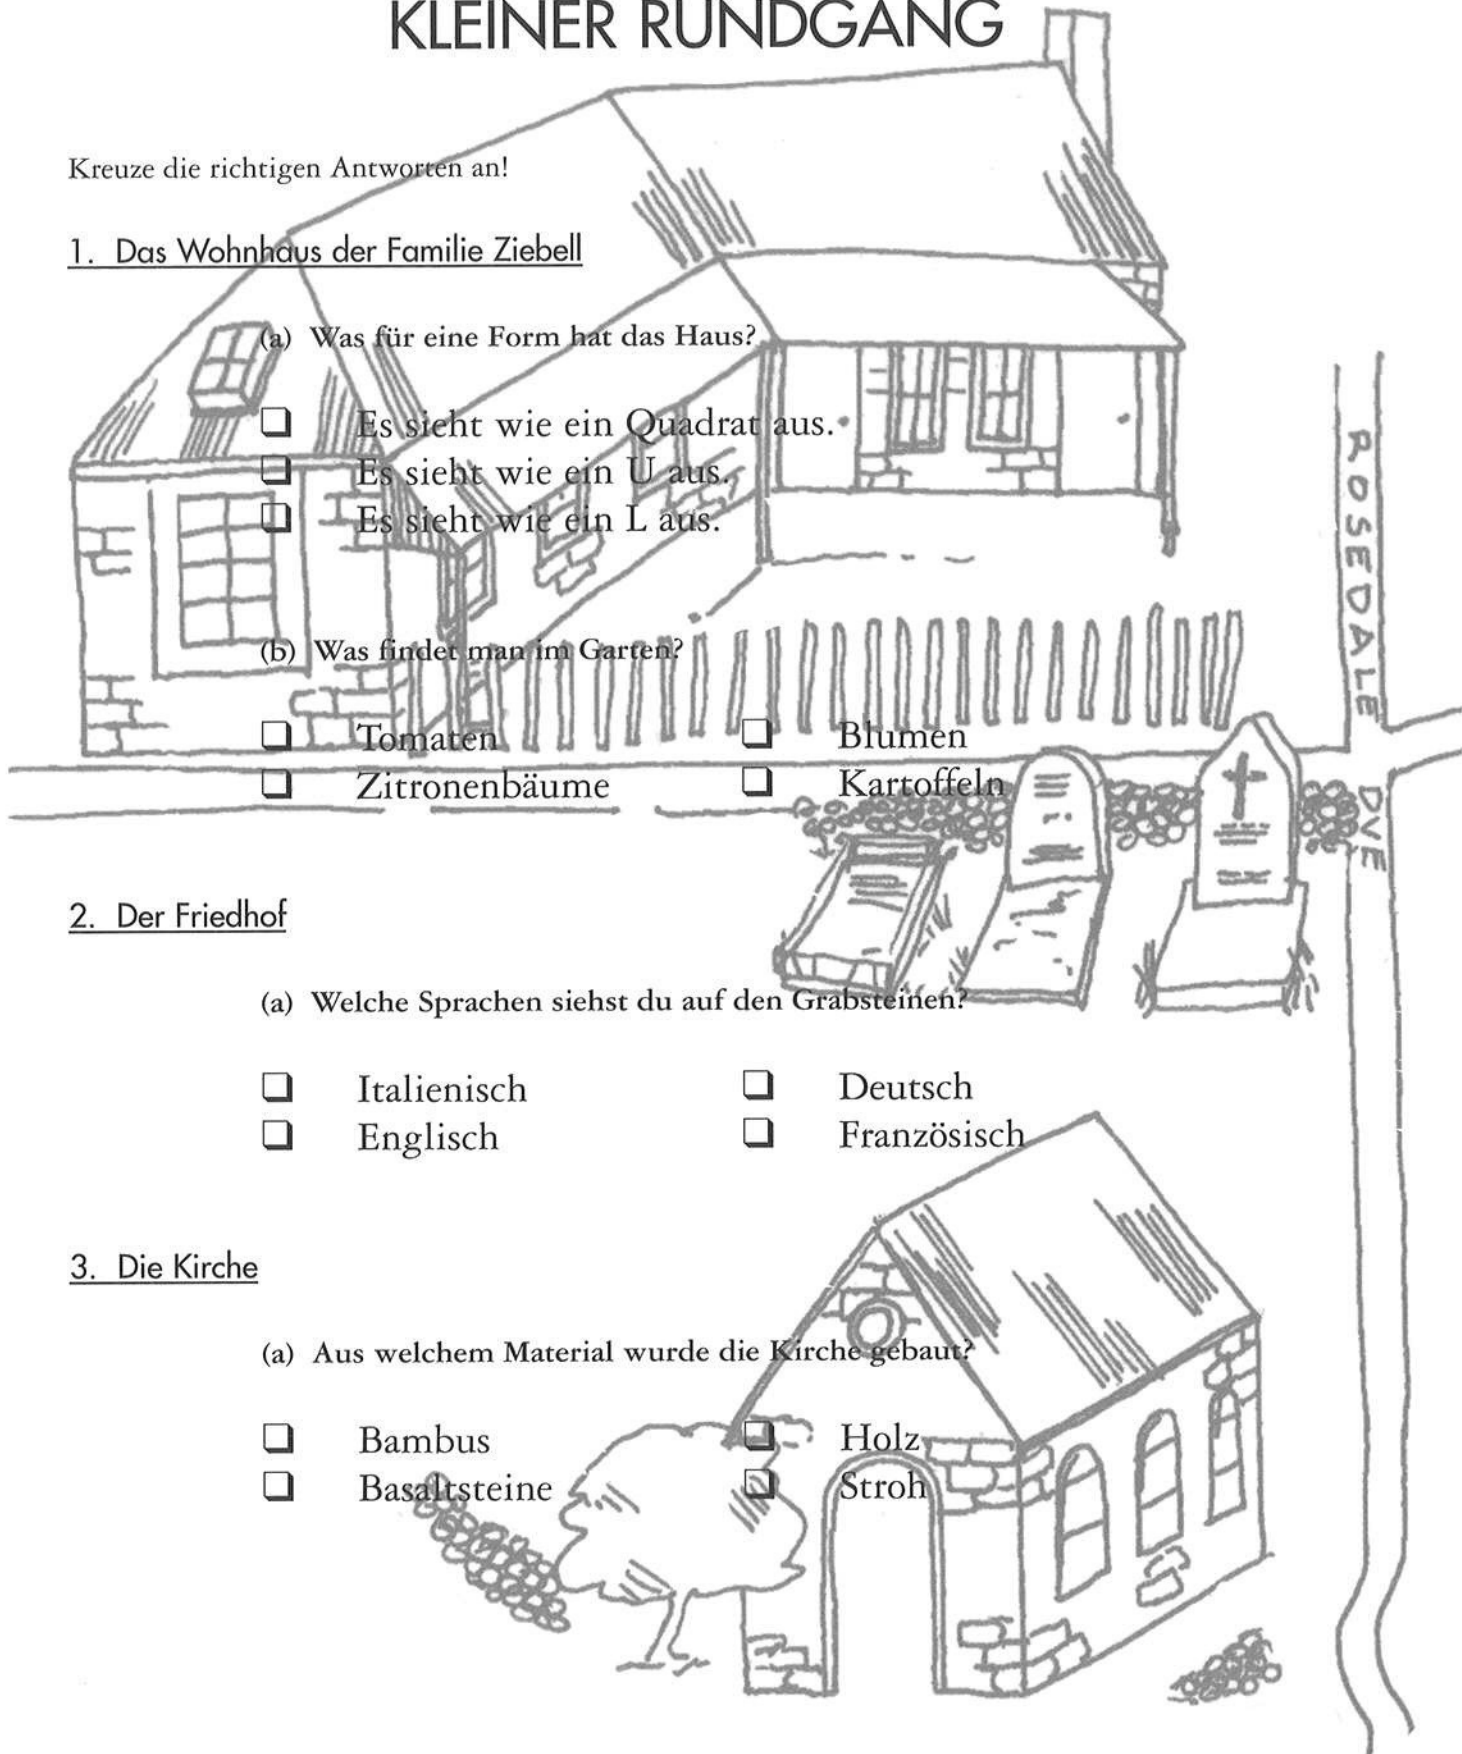 KLEINER RUNDGANG
Kreuze die richtigen Antworten an!
1. Das Wohnhaus der Familie Ziebell
(a) Was für eine Form hat das Haus?
Es sieht wie ein Quadrat aus.
Es sieht wie ein U aus.
Es sieht wie ein L aus.
(b) Was findet man im Garten?
Tomaten
Blumen
Zitronenbäume
Kartoffeln
ROSEDALE DVE
2. Der Friedhof
(a) Welche Sprachen siehst du auf den Grabsteinen?
Italienisch
Deutsch
Englisch
Französisch
3. Die Kirche
(a) Aus welchem Material wurde die Kirche gebaut?
Bambus
Holz
Basaltsteine
Stroh